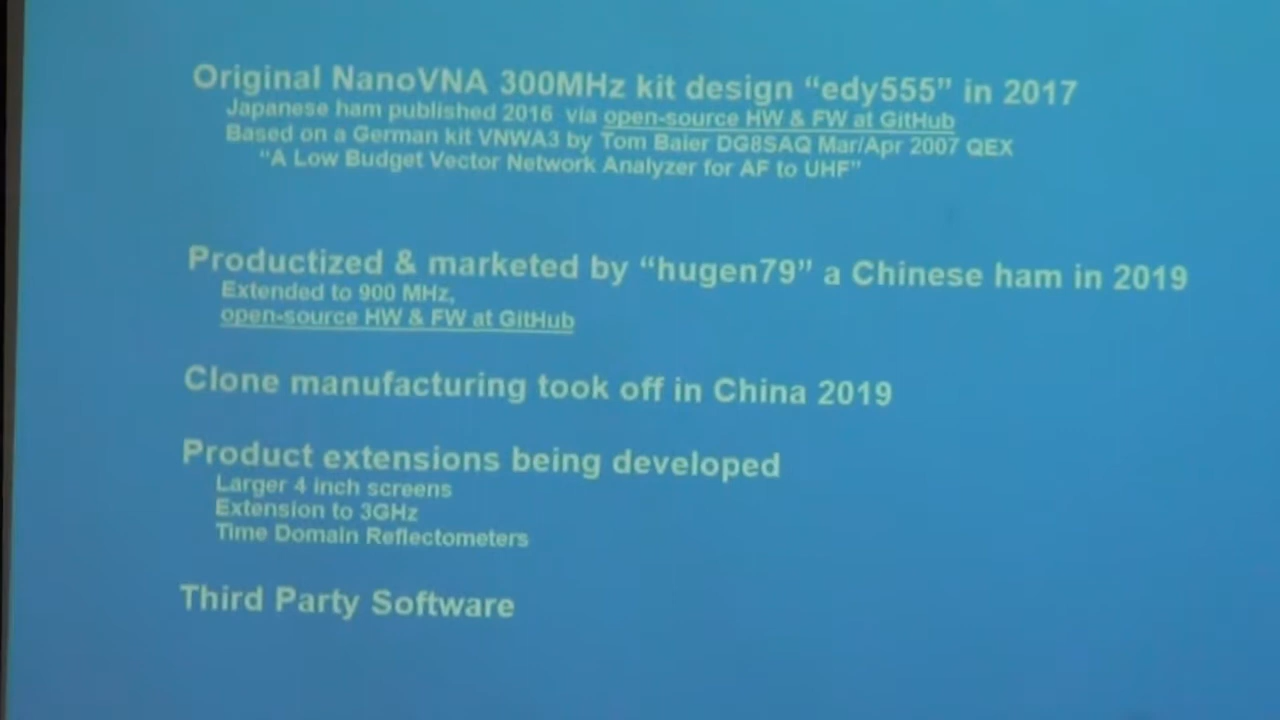 Original NanoVNA 300MHz kit design “edy555” in 2017
Japanese ham published 2016 via open-source HW & FW at GitHub
Based on a German kit VNWA3 by Tom Baier DG8SAQ Mar/Apr 2007 QEX
“A Low Budget Vector Network Analyzer for AF to UHF”
Productized & marketed by “hugen79” a Chinese ham in 2019
Extended to 900 MHz,
open-source HW & FW at GitHub
Clone manufacturing took off in China 2019
Product extensions being developed
Larger 4 inch screens
Extension to 3GHz
Time Domain Reflectometers
Third Party Software